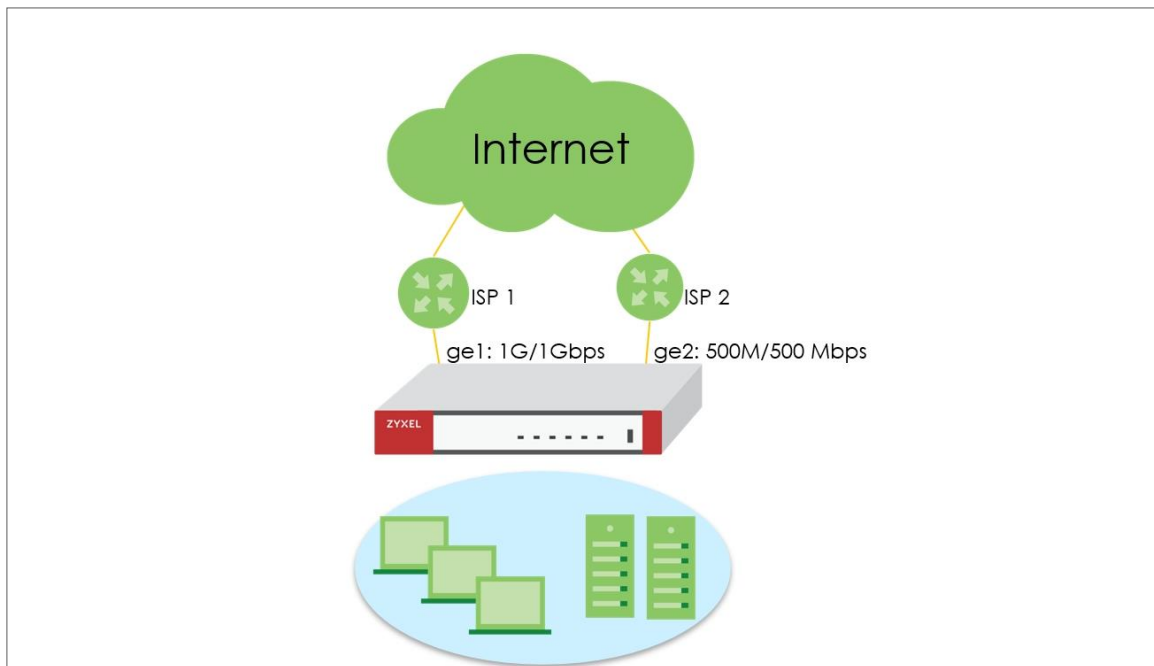 Internet
ISP 1
ISP 2
ge1: 1G/1Gbps
ge2: 500M/500 Mbps
ZYXEL